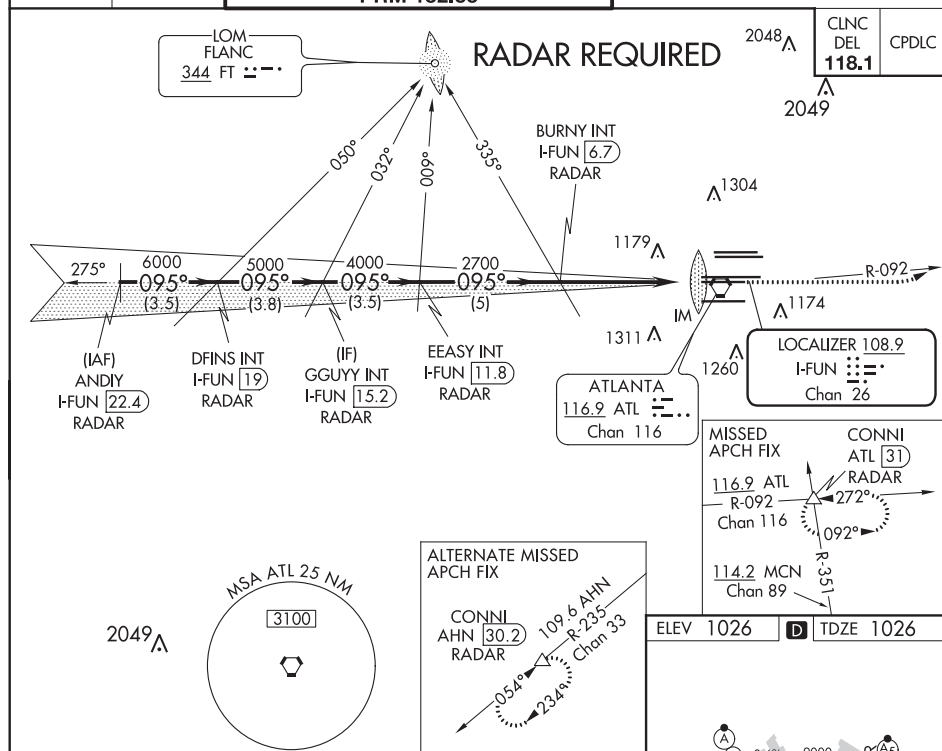 LOM
FLANC
344 FT
RADAR REQUIRED
2048
CLNC
DEL
118.1
CPDLC
2049
BURNY INT
I-FUN 6.7
RADAR
050°
032°
009°
335°
1304
1179
275°
6000
095°
(3.5)
5000
095°
(3.8)
4000
095°
(3.5)
2700
095°
(5)
R-092
IM
1174
1311
1260
(IAF)
ANDIY
I-FUN 22.4
RADAR
DFINS INT
I-FUN 19
RADAR
(IF)
GGUYY INT
I-FUN 15.2
RADAR
EEASY INT
I-FUN 11.8
RADAR
ATLANTA
116.9 ATL
Chan 116
LOCALIZER 108.9
I-FUN
Chan 26
MISSED
APCH FIX
CONNI
ATL 31
RADAR
116.9 ATL
R-092
Chan 116
272°
092°
R-351
114.2 MCN
Chan 89
MSA ATL 25 NM
3100
2049
ALTERNATE MISSED
APCH FIX
CONNI
AHN 30.2
RADAR
109.6 AHN
R-235
Chan 33
054°
234°
ELEV 1026
D
TDZE 1026
A